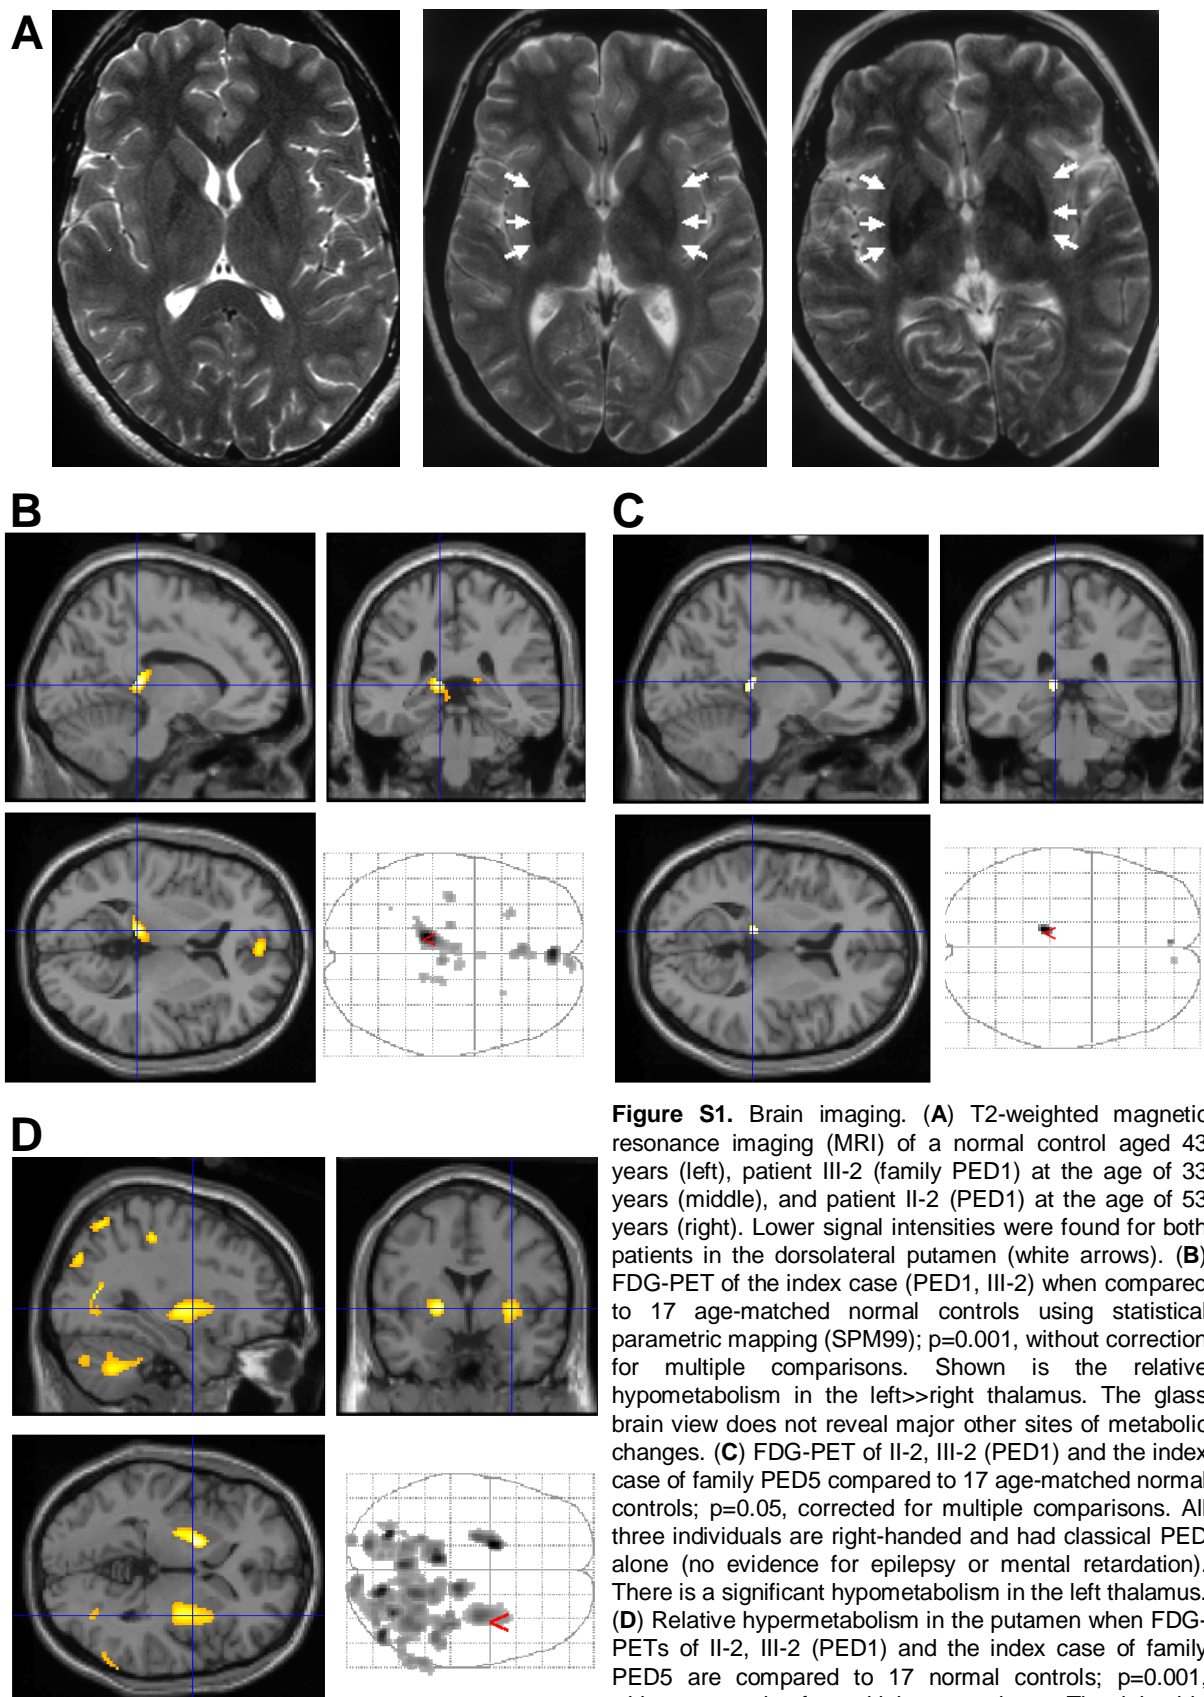 A
B
C
D
Figure S1. Brain imaging. (A) T2-weighted magnetic
resonance imaging (MRI) of a normal control aged 43
years (left), patient III-2 (family PED1) at the age of 33
years (middle), and patient II-2 (PED1) at the age of 53
years (right). Lower signal intensities were found for both
patients in the dorsolateral putamen (white arrows). (B)
FDG-PET of the index case (PED1, III-2) when compared
to 17 age-matched normal controls using statistical
parametric mapping (SPM99); p=0.001, without correction
for multiple comparisons. Shown is the relative
hypometabolism in the left>>right thalamus. The glass
brain view does not reveal major other sites of metabolic
changes. (C) FDG-PET of II-2, III-2 (PED1) and the index
case of family PED5 compared to 17 age-matched normal
controls; p=0.05, corrected for multiple comparisons. All
three individuals are right-handed and had classical PED
alone (no evidence for epilepsy or mental retardation).
There is a significant hypometabolism in the left thalamus.
(D) Relative hypermetabolism in the putamen when FDG-
PETs of II-2, III-2 (PED1) and the index case of family
PED5 are compared to 17 normal controls; p=0.001,